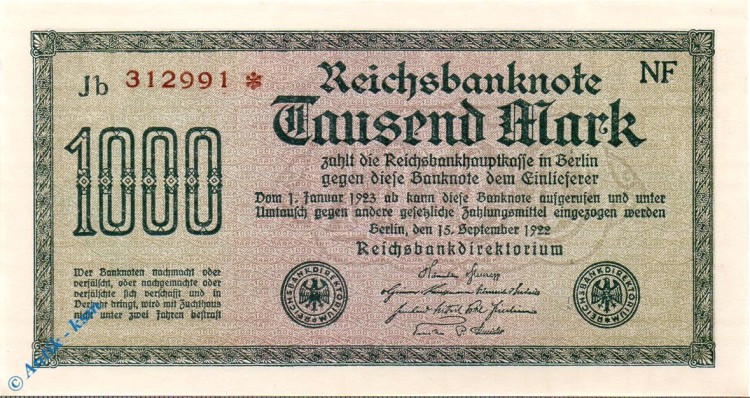 Jb 312991 *
NF
Reichsbanknote
Tausend Mark
1000
zahlt die Reichsbankhauptkasse in Berlin
gegen diese Banknote dem Einlieferer
Vom 1. Januar 1923 ab kann diese Banknote aufgerufen und unter
Umtausch gegen andere gesetzliche Zahlungsmittel eingezogen werden
Berlin, den 15. September 1922
Reichsbankdirektorium
Wer Banknoten nachmacht oder
verfälscht, oder nachgemachte oder
verfälschte sich verschafft und in
Verkehr bringt, wird mit Zuchthaus
nicht unter zwei Jahren bestraft
REICHSBANKDIREKTORIUM
REICHSBANKDIREKTORIUM